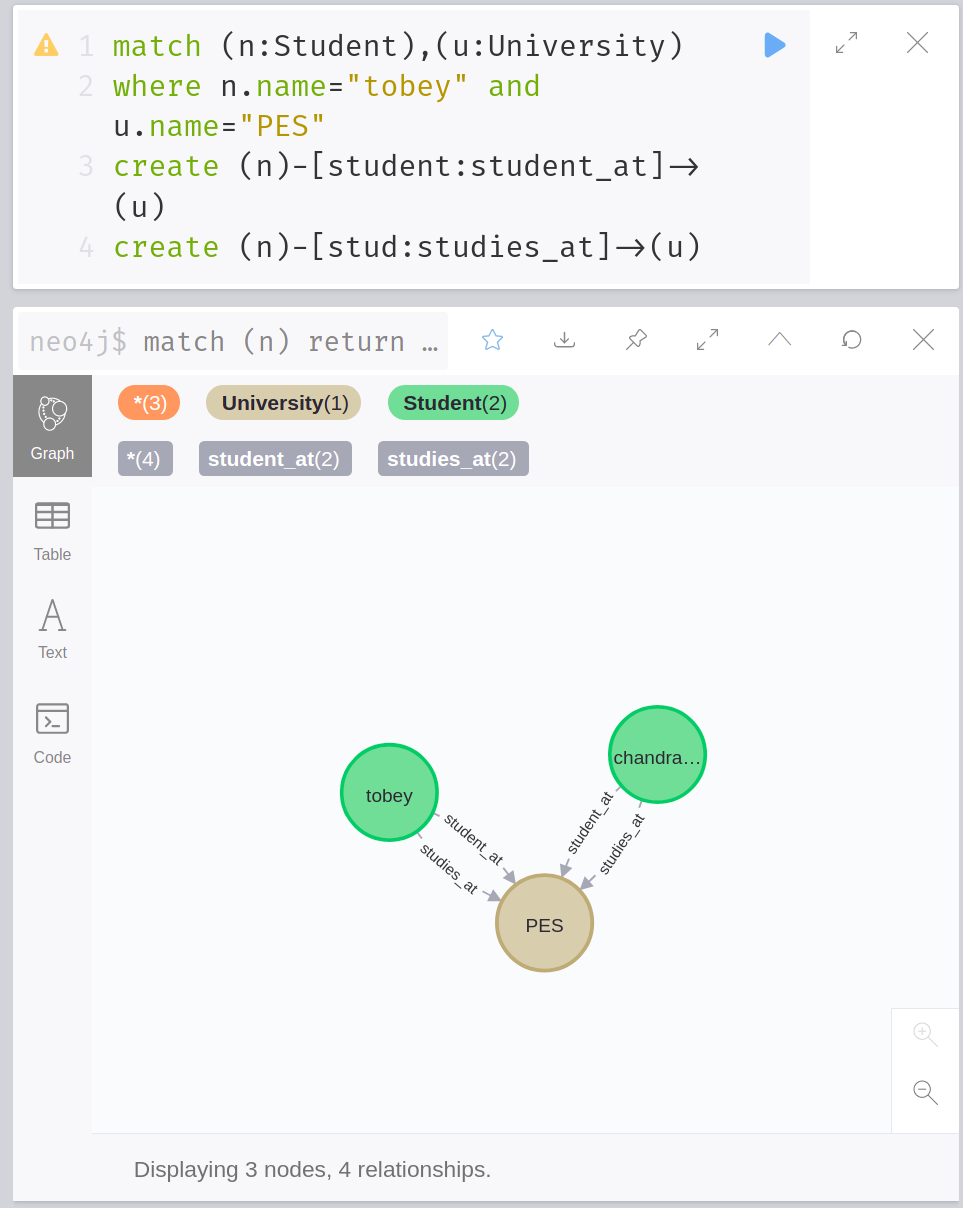 1 match (n:Student),(u:University)
2 where n.name="tobey" and
u.name="PES"
3 create (n)-[student:student_at]->
(u)
4 create (n)-[stud:studies_at]->(u)
neo4j$ match (n) return …
*(3) University(1) Student(2)
*(4) student_at(2) studies_at(2)
Graph
Table
Text
Code
tobey
chandra…
student_at
studies_at
student_at
studies_at
PES
Displaying 3 nodes, 4 relationships.